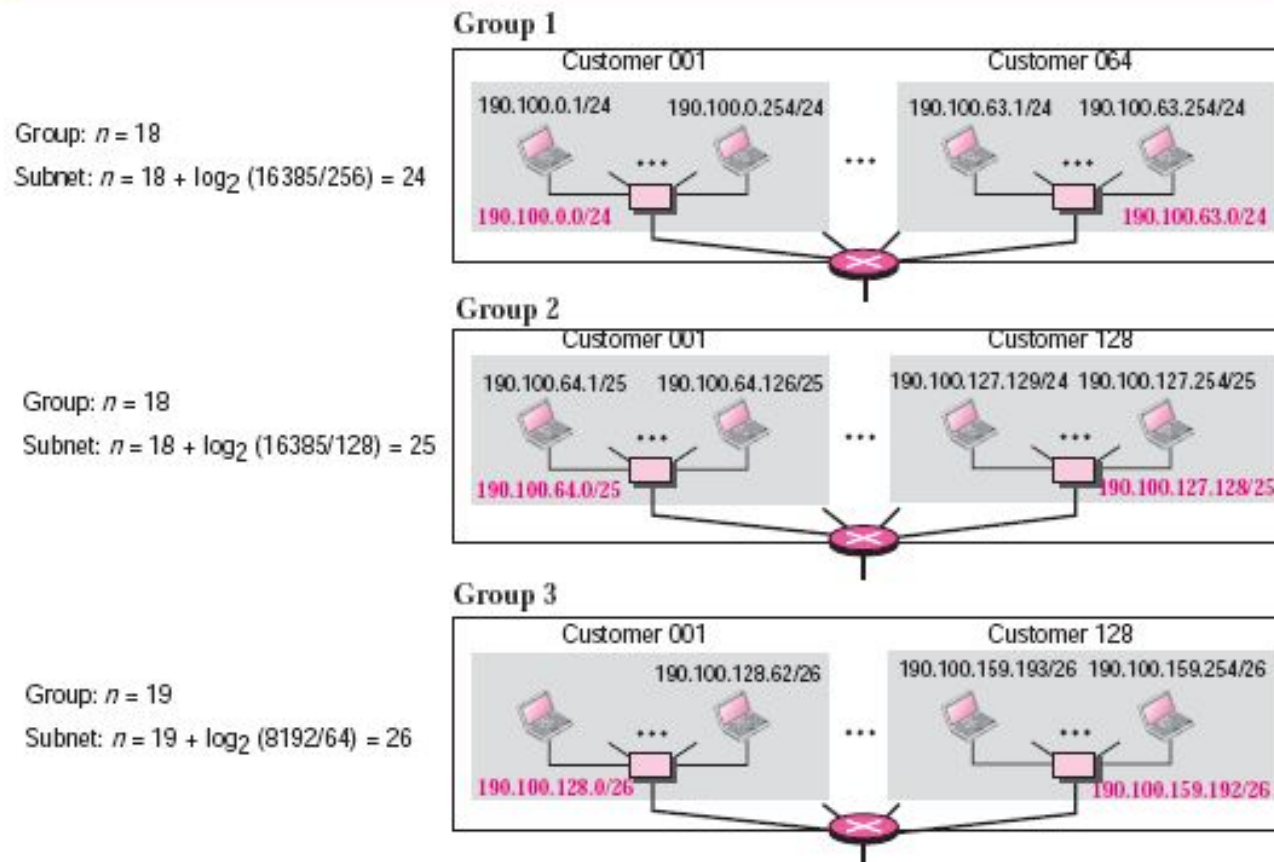 Group 1
Customer 001
Customer 064
190.100.0.1/24
190.100.0.254/24
190.100.63.1/24
190.100.63.254/24
Group: n = 18
Subnet: n = 18 + log2 (16385/256) = 24
...
...
...
190.100.0.0/24
190.100.63.0/24
Group 2
Customer 001
Customer 128
190.100.64.1/25
190.100.64.126/25
190.100.127.129/24
190.100.127.254/25
Group: n = 18
Subnet: n = 18 + log2 (16385/128) = 25
...
...
...
190.100.64.0/25
190.100.127.128/25
Group 3
Customer 001
Customer 128
190.100.128.62/26
190.100.159.193/26
190.100.159.254/26
Group: n = 19
Subnet: n = 19 + log2 (8192/64) = 26
...
...
...
190.100.128.0/26
190.100.159.192/26